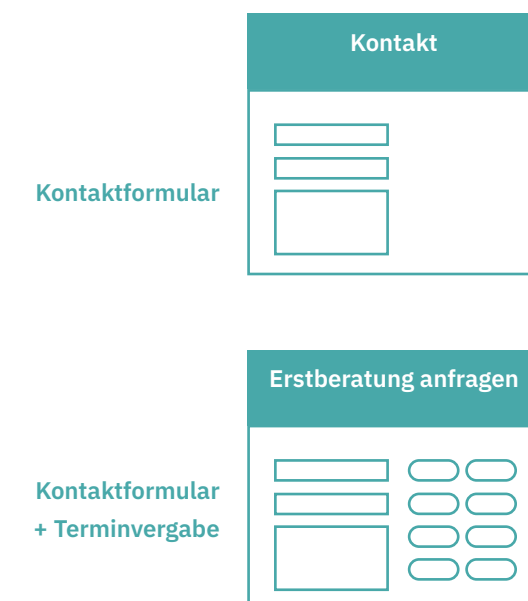 Kontakt
Kontaktformular
Erstberatung anfragen
Kontaktformular
+ Terminvergabe